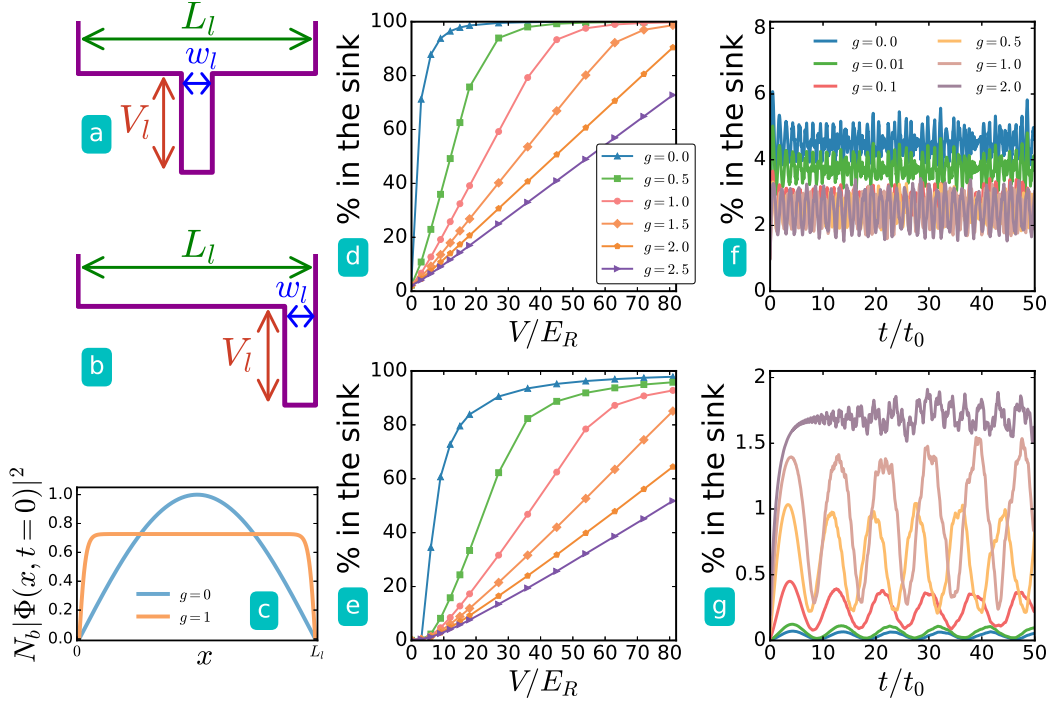 L_l
w_l
V_l
a
L_l
w_l
V_l
b
N_b|Φ(x, t = 0)|^2
1.0
0.8
0.6
0.4
0.2
0.0
g = 0
g = 1
c
0
x
L_l
% in the sink
100
80
60
40
20
0
g = 0.0
g = 0.5
g = 1.0
g = 1.5
g = 2.0
g = 2.5
d
0 10 20 30 40 50 60 70 80
V/E_R
% in the sink
100
80
60
40
20
0
e
0 10 20 30 40 50 60 70 80
V/E_R
% in the sink
8
6
4
2
0
g = 0.0
g = 0.01
g = 0.1
g = 0.5
g = 1.0
g = 2.0
f
0 10 20 30 40 50
t/t_0
% in the sink
2
1.5
1
0.5
0
g
0 10 20 30 40 50
t/t_0